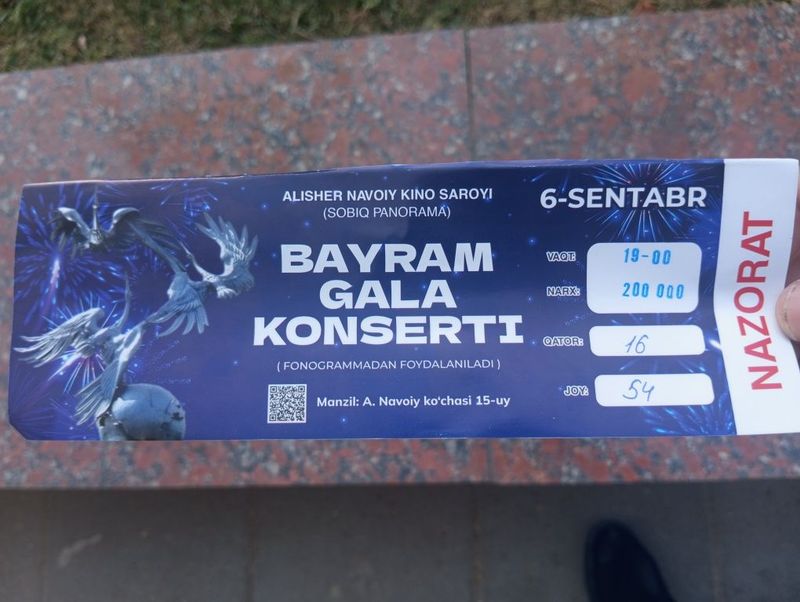 ALISHER NAVOIY KINO SAROYI
(SOBIQ PANORAMA)
BAYRAM
GALA
KONSERTI
( FONOGRAMMADAN FOYDALANILADI )
Manzil: A. Navoiy ko'chasi 15-uy
6-SENTABR
VAQT: 19-00
NARX: 200 000
QATOR: 16
JOY: 54
NAZORAT